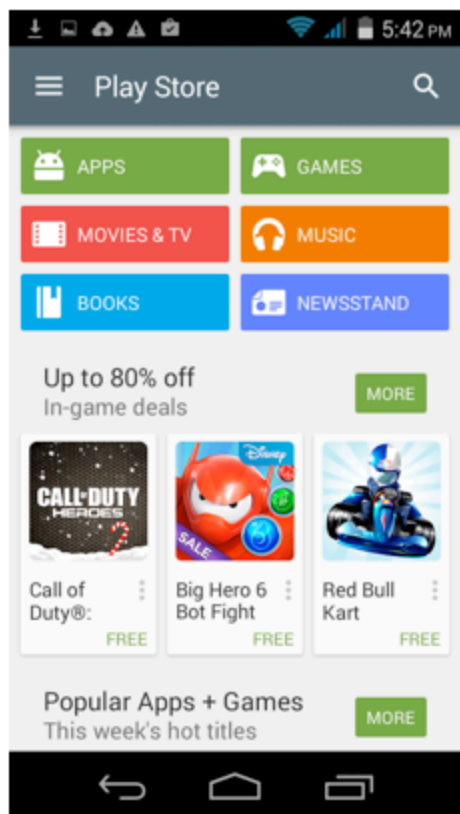 5:42 PM
Play Store
APPS
GAMES
MOVIES & TV
MUSIC
BOOKS
NEWSSTAND
Up to 80% off
In-game deals
MORE
CALL OF DUTY
HEROES
Disney
SALE
Call of
Duty®:
FREE
Big Hero 6
Bot Fight
FREE
Red Bull
Kart
FREE
Popular Apps + Games
This week's hot titles
MORE